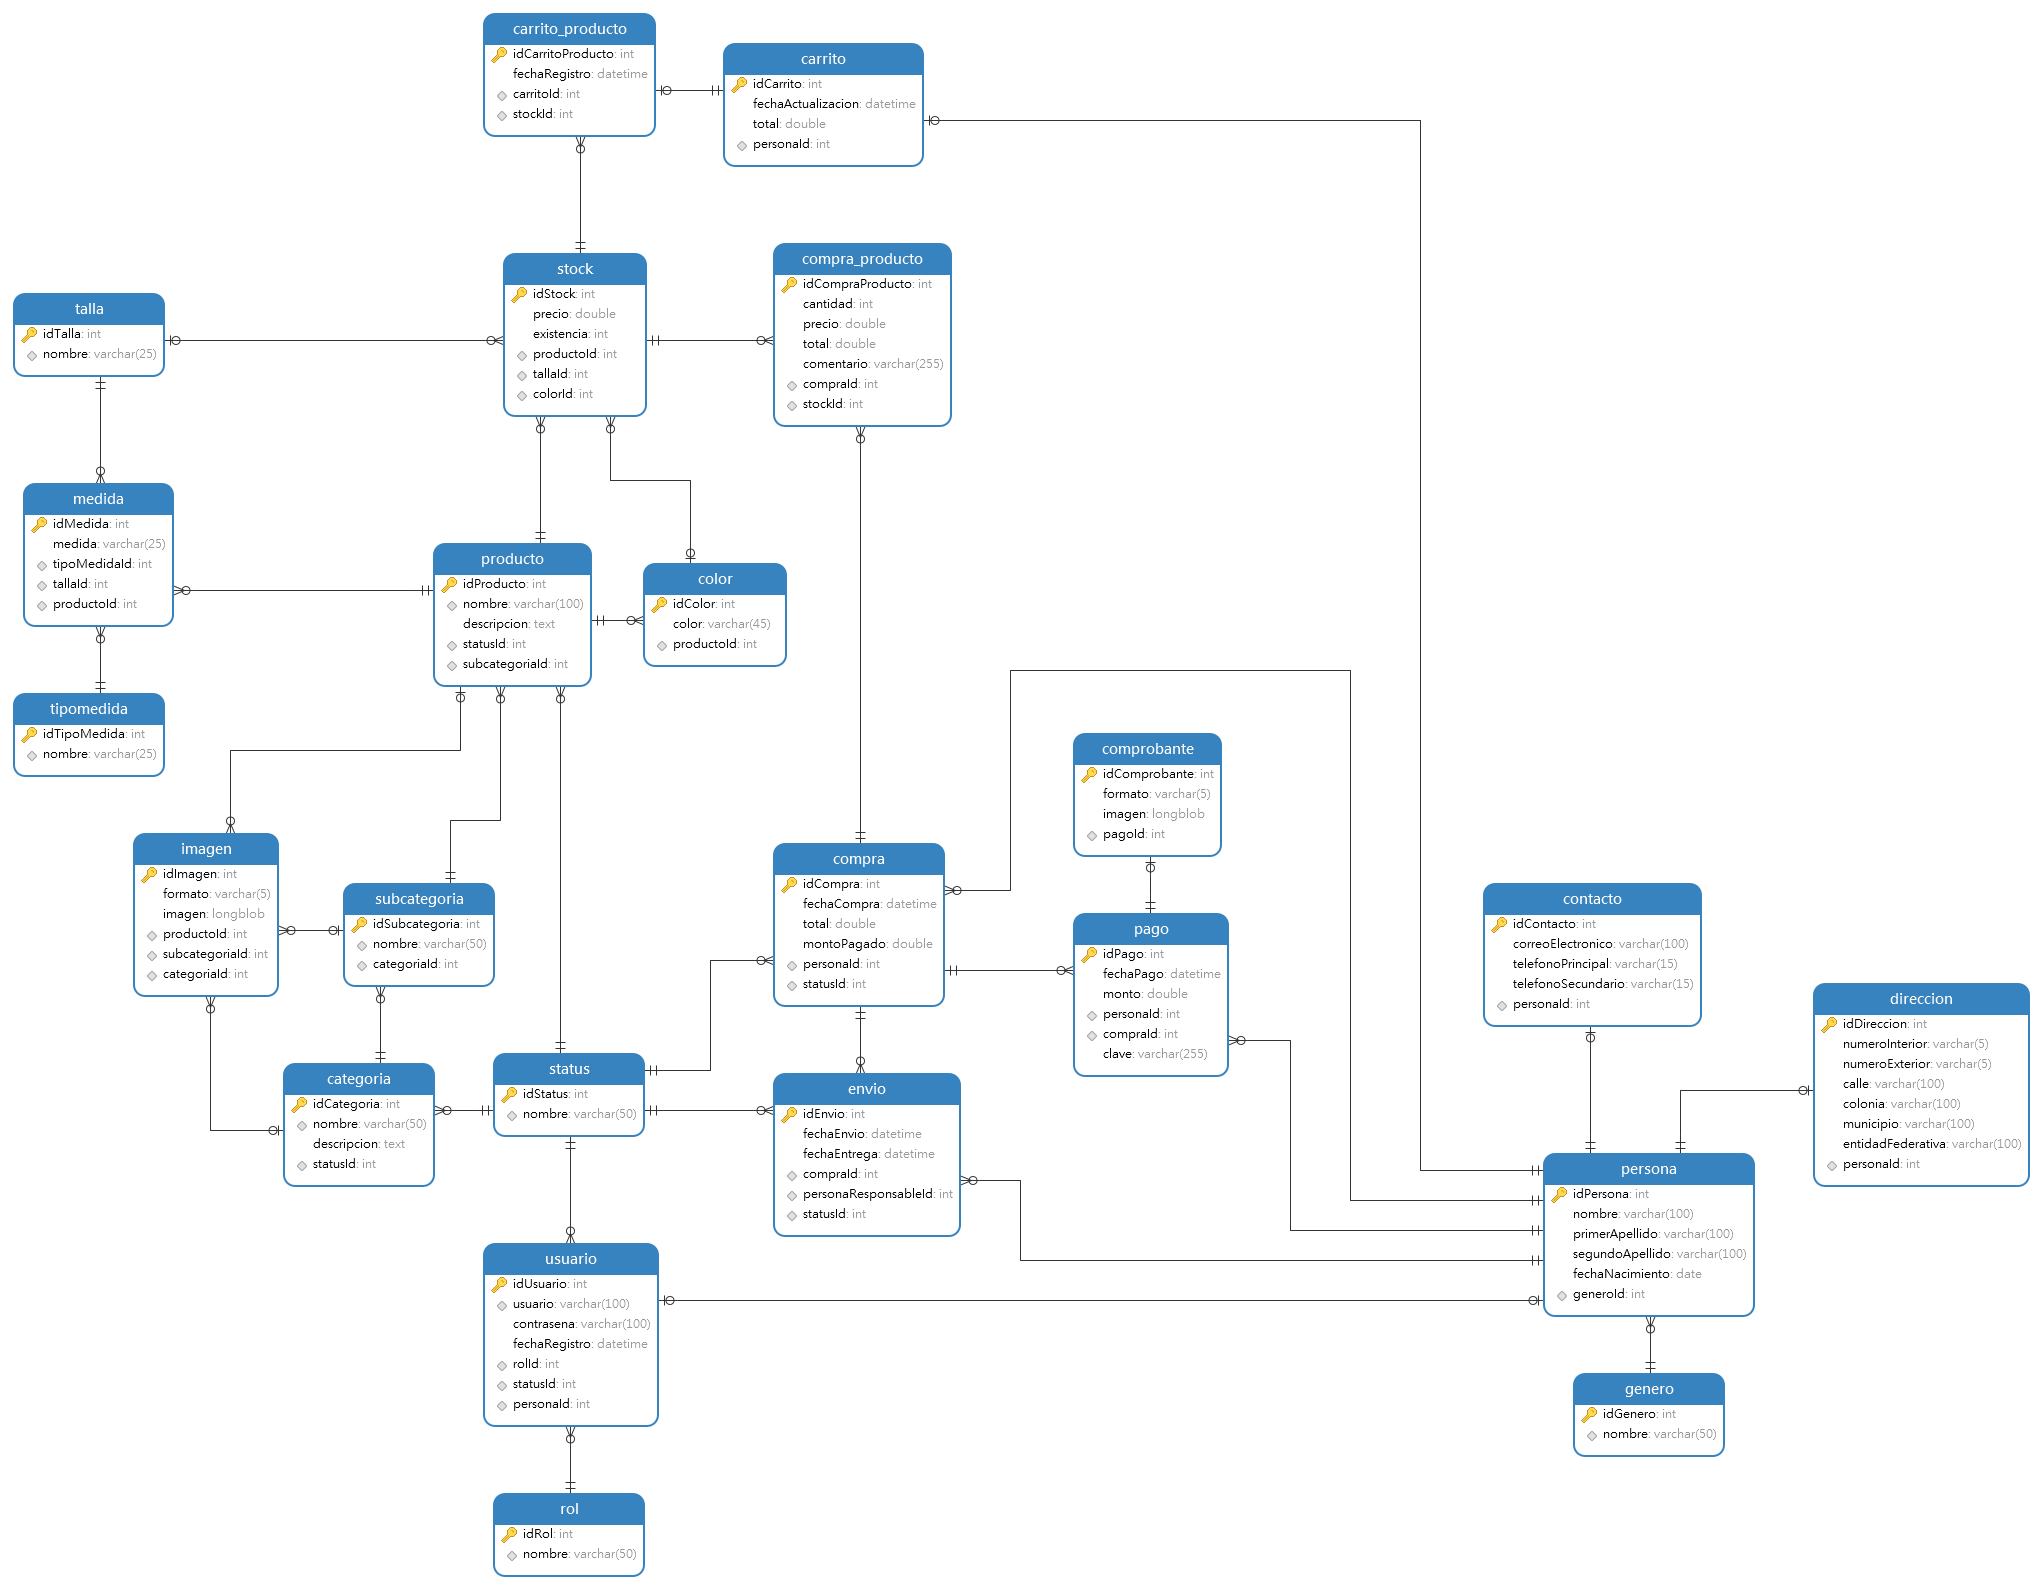 carrito_producto
idCarritoProducto: int
fechaRegistro: datetime
carritoId: int
stockId: int
carrito
idCarrito: int
fechaActualizacion: datetime
total: double
personaId: int
stock
idStock: int
precio: double
existencia: int
productoId: int
tallaId: int
colorId: int
compra_producto
idCompraProducto: int
cantidad: int
precio: double
total: double
comentario: varchar(255)
compraId: int
stockId: int
talla
idTalla: int
nombre: varchar(25)
medida
idMedida: int
medida: varchar(25)
tipoMedidaId: int
tallaId: int
productoId: int
producto
idProducto: int
nombre: varchar(100)
descripcion: text
statusId: int
subcategoriaId: int
color
idColor: int
color: varchar(45)
productoId: int
tipomedida
idTipoMedida: int
nombre: varchar(25)
comprobante
idComprobante: int
formato: varchar(5)
imagen: longblob
pagoId: int
imagen
idImagen: int
formato: varchar(5)
imagen: longblob
productoId: int
subcategoriaId: int
categoriaId: int
subcategoria
idSubcategoria: int
nombre: varchar(50)
categoriaId: int
compra
idCompra: int
fechaCompra: datetime
total: double
montoPagado: double
personaId: int
statusId: int
pago
idPago: int
fechaPago: datetime
monto: double
personaId: int
compraId: int
clave: varchar(255)
contacto
idContacto: int
correoElectronico: varchar(100)
telefonoPrincipal: varchar(15)
telefonoSecundario: varchar(15)
personaId: int
direccion
idDireccion: int
numeroInterior: varchar(5)
numeroExterior: varchar(5)
calle: varchar(100)
colonia: varchar(100)
municipio: varchar(100)
entidadFederativa: varchar(100)
personaId: int
categoria
idCategoria: int
nombre: varchar(50)
descripcion: text
statusId: int
status
idStatus: int
nombre: varchar(50)
envio
idEnvio: int
fechaEnvio: datetime
fechaEntrega: datetime
compraId: int
personaResponsableId: int
statusId: int
persona
idPersona: int
nombre: varchar(100)
primerApellido: varchar(100)
segundoApellido: varchar(100)
fechaNacimiento: date
generoId: int
usuario
idUsuario: int
usuario: varchar(100)
contrasena: varchar(100)
fechaRegistro: datetime
rolId: int
statusId: int
personaId: int
genero
idGenero: int
nombre: varchar(50)
rol
idRol: int
nombre: varchar(50)